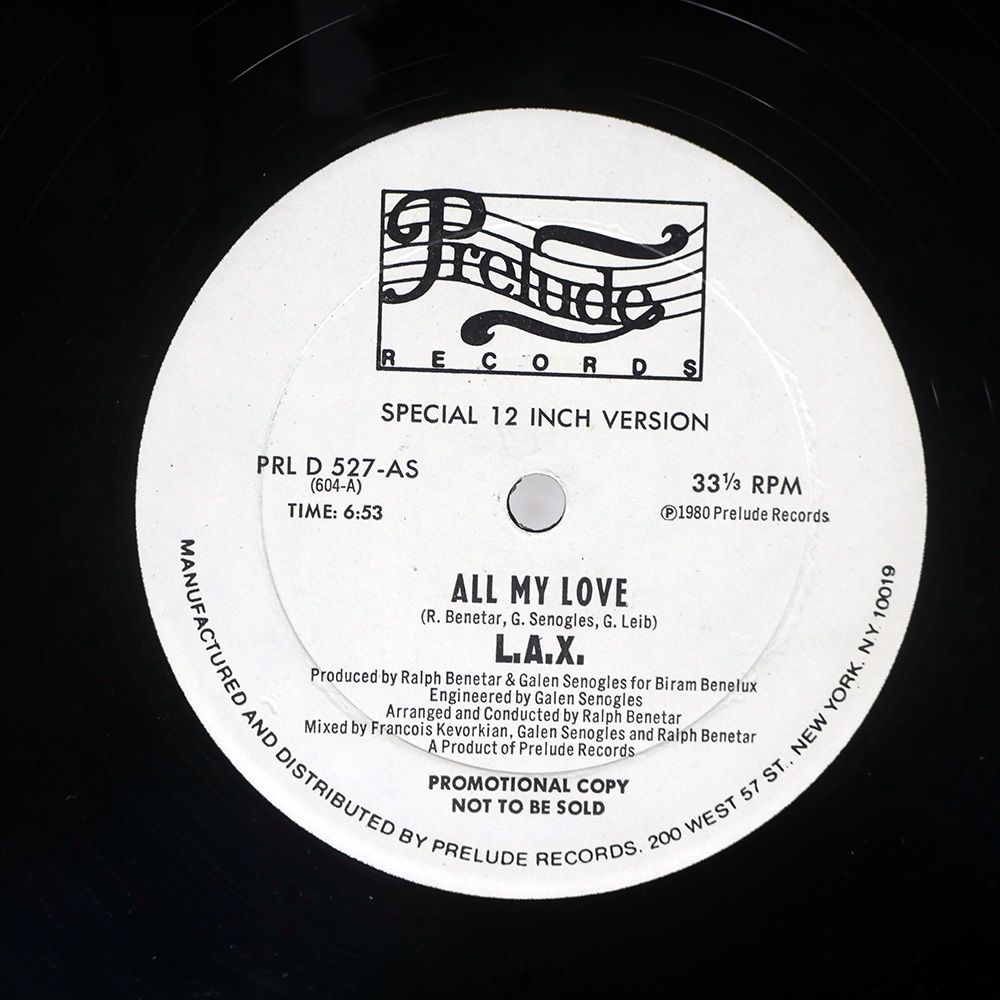 Prelude
RECORDS
SPECIAL 12 INCH VERSION
PRL D 527-AS
(604-A)
TIME: 6:53
33⅓ RPM
Ⓟ1980 Prelude Records
ALL MY LOVE
(R. Benetar, G. Senogles, G. Leib)
L.A.X.
Produced by Ralph Benetar & Galen Senogles for Biram Benelux
Engineered by Galen Senogles
Arranged and Conducted by Ralph Benetar
Mixed by Francois Kevorkian, Galen Senogles and Ralph Benetar
A Product of Prelude Records
PROMOTIONAL COPY
NOT TO BE SOLD
MANUFACTURED AND DISTRIBUTED BY PRELUDE RECORDS. 200 WEST 57 ST., NEW YORK. N.Y. 10019